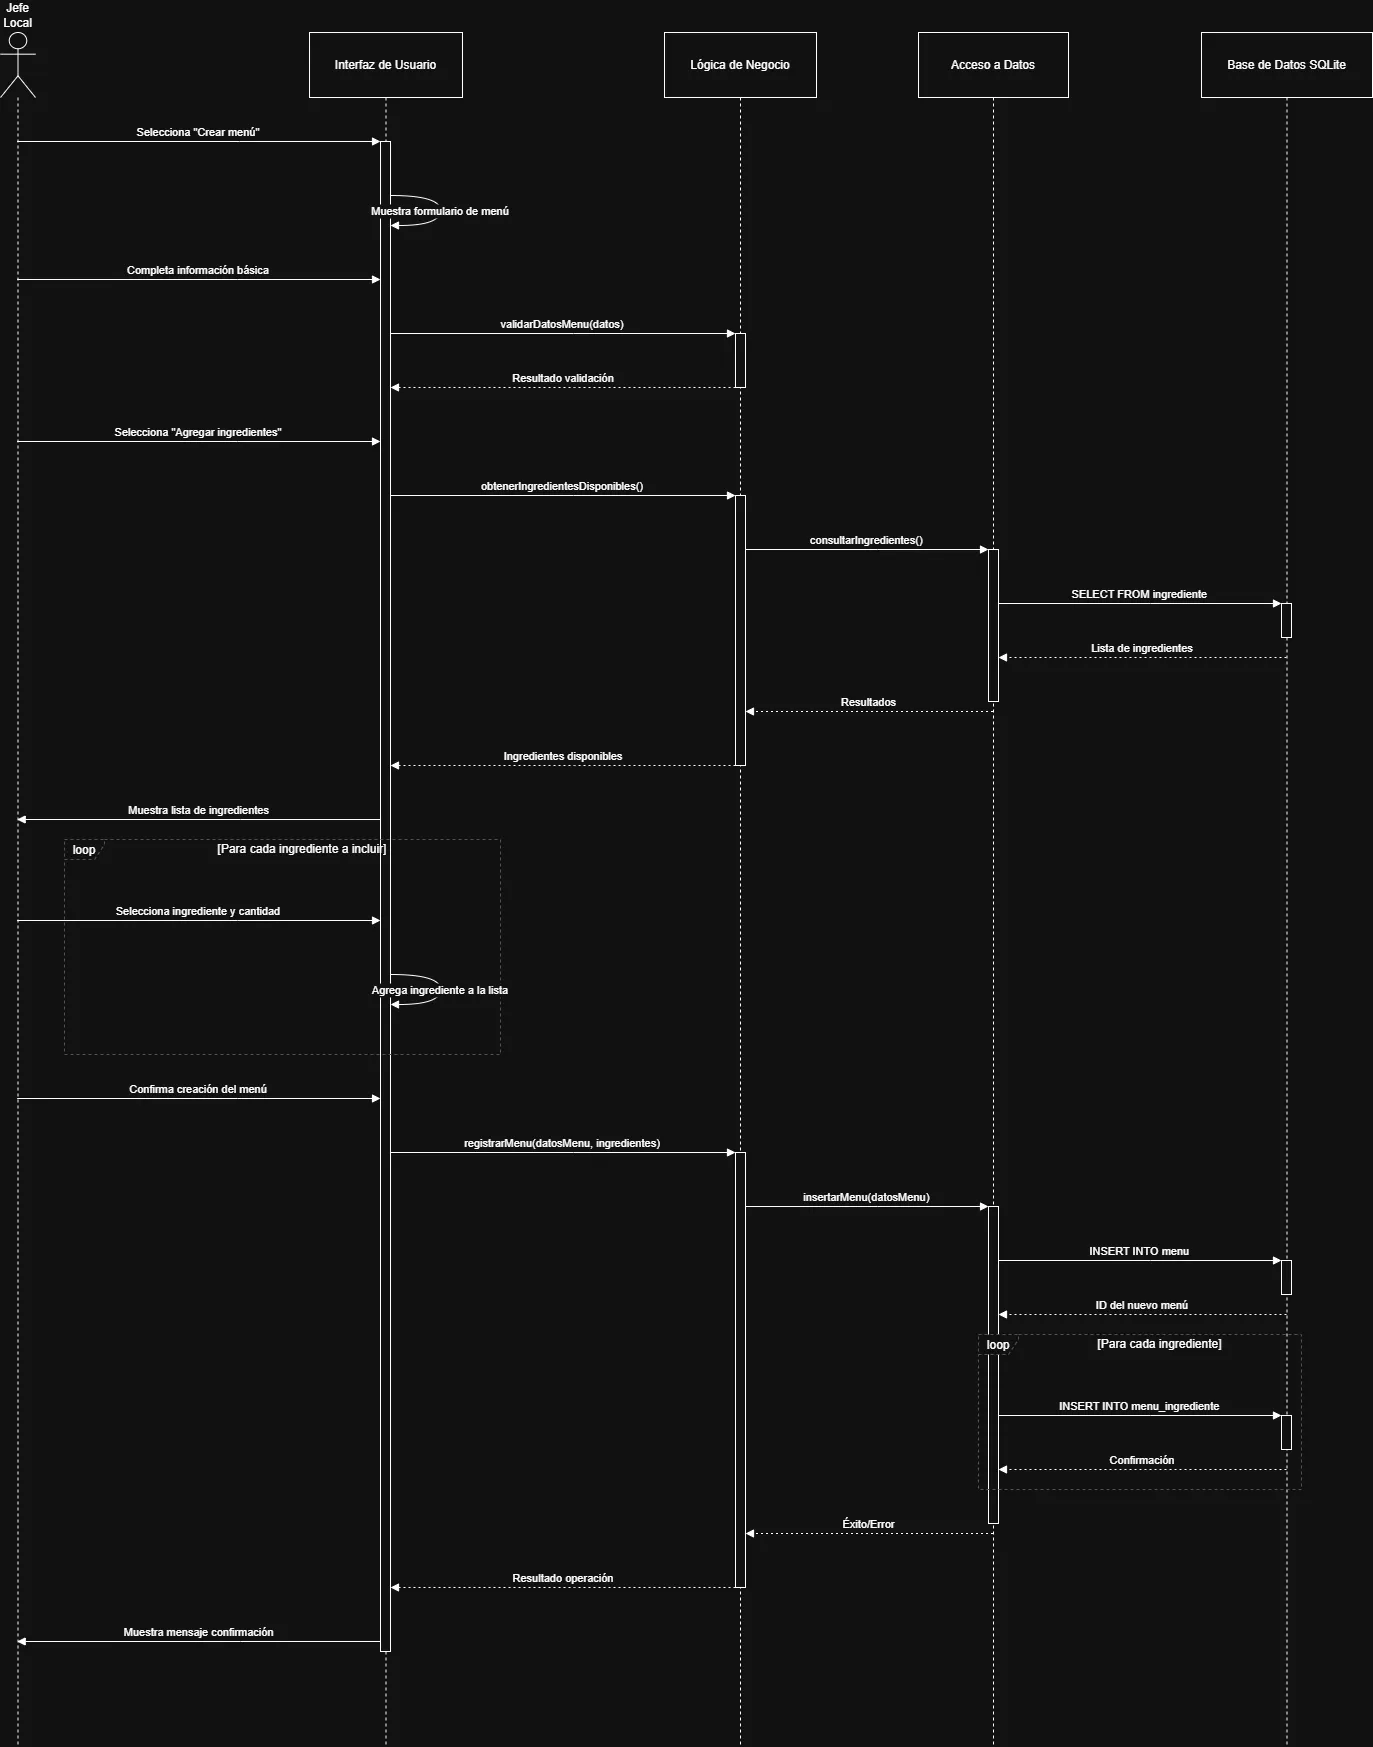 Jefe
Local
Interfaz de Usuario
Lógica de Negocio
Acceso a Datos
Base de Datos SQLite
Selecciona "Crear menú"
Muestra formulario de menú
Completa información básica
validarDatosMenu(datos)
Resultado validación
Selecciona "Agregar ingredientes"
obtenerIngredientesDisponibles()
consultarIngredientes()
SELECT FROM ingrediente
Lista de ingredientes
Resultados
Ingredientes disponibles
Muestra lista de ingredientes
loop
[Para cada ingrediente a incluir]
Selecciona ingrediente y cantidad
Agrega ingrediente a la lista
Confirma creación del menú
registrarMenu(datosMenu, ingredientes)
insertarMenu(datosMenu)
INSERT INTO menu
ID del nuevo menú
loop
[Para cada ingrediente]
INSERT INTO menu_ingrediente
Confirmación
Éxito/Error
Resultado operación
Muestra mensaje confirmación